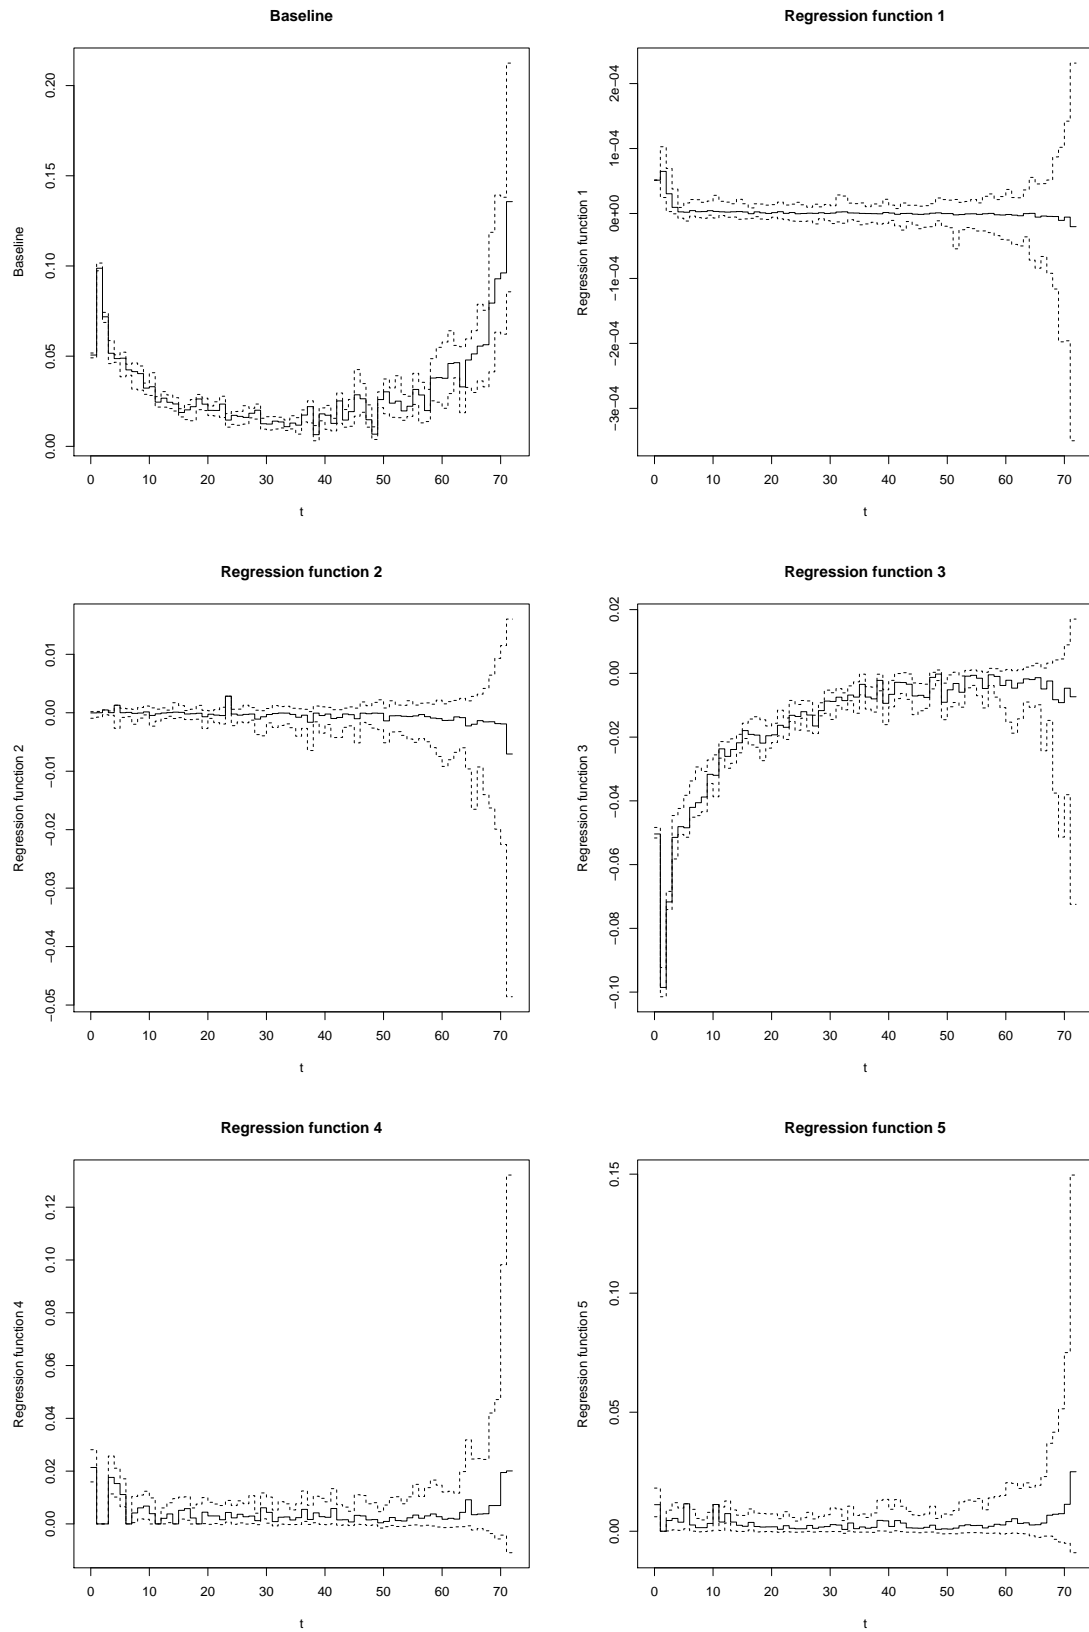 Baseline
Baseline
0.00 0.05 0.10 0.15 0.20
0 10 20 30 40 50 60 70
t
Regression function 1
Regression function 1
−3e−04 −2e−04 −1e−04 0e+00 1e−04 2e−04
0 10 20 30 40 50 60 70
t
Regression function 2
Regression function 2
−0.05 −0.04 −0.03 −0.02 −0.01 0.00 0.01
0 10 20 30 40 50 60 70
t
Regression function 3
Regression function 3
−0.10 −0.08 −0.06 −0.04 −0.02 0.00 0.02
0 10 20 30 40 50 60 70
t
Regression function 4
Regression function 4
0.00 0.02 0.04 0.06 0.08 0.10 0.12
0 10 20 30 40 50 60 70
t
Regression function 5
Regression function 5
0.00 0.05 0.10 0.15
0 10 20 30 40 50 60 70
t